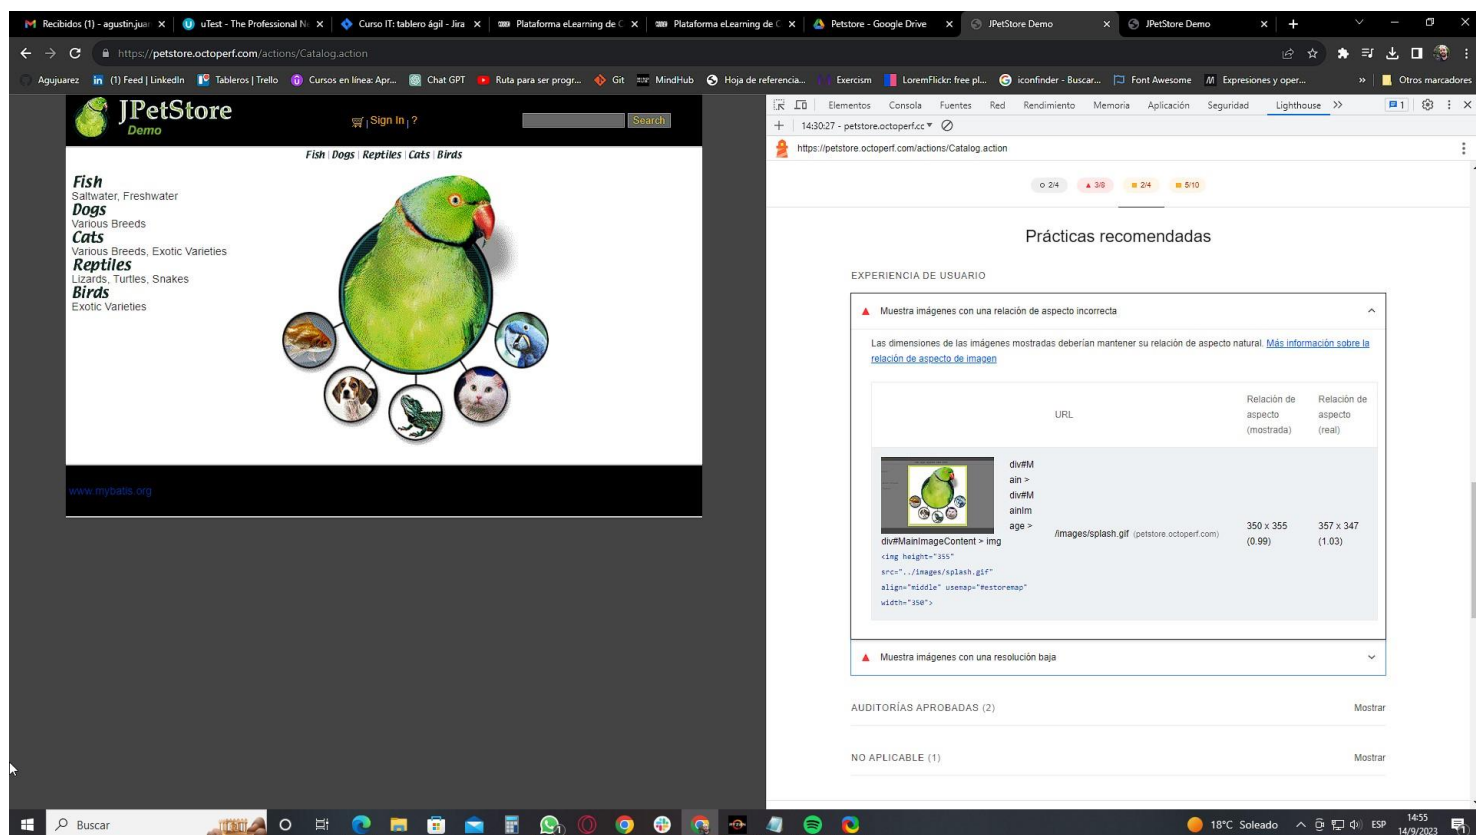 Recibidos (1) - agustin.jua
uTest - The Professional N
Curso IT: tablero ágil - Jira
Plataforma eLearning de C
Plataforma eLearning de C
Petstore - Google Drive
JPetStore Demo
JPetStore Demo
https://petstore.octoperf.com/actions/Catalog.action
Agujuarez
(1) Feed | LinkedIn
Tableros | Trello
Cursos en línea: Apr...
Chat GPT
Ruta para ser progr...
Git
MindHub
Hoja de referencia...
Exercism
LoremFlickr: free pl...
iconfinder - Buscar...
Font Awesome
Expresiones y oper...
»
Otros marcadores
JPetStore
Demo
Sign In | ?
Search
Fish | Dogs | Reptiles | Cats | Birds
Fish
Saltwater, Freshwater
Dogs
Various Breeds
Cats
Various Breeds, Exotic Varieties
Reptiles
Lizards, Turtles, Snakes
Birds
Exotic Varieties
www.mybatis.org
Elementos Consola Fuentes Red Rendimiento Memoria Aplicación Seguridad Lighthouse » 1
14:30:27 - petstore.octoperf.cc
https://petstore.octoperf.com/actions/Catalog.action
2/4 3/8 2/4 5/10
Prácticas recomendadas
EXPERIENCIA DE USUARIO
Muestra imágenes con una relación de aspecto incorrecta
Las dimensiones de las imágenes mostradas deberían mantener su relación de aspecto natural. Más información sobre la
relación de aspecto de imagen
URL
Relación de
aspecto
(mostrada)
Relación de
aspecto
(real)
div#M
ain >
div#M
ainIm
age >
div#MainImageContent > img
<img height="355"
src="../images/splash.gif"
align="middle" usemap="#estoremap"
width="350">
/images/splash.gif (petstore.octoperf.com)
350 x 355
(0.99)
357 x 347
(1.03)
Muestra imágenes con una resolución baja
AUDITORÍAS APROBADAS (2)
Mostrar
NO APLICABLE (1)
Mostrar
Buscar
18°C Soleado
ESP
14:55
14/9/2023